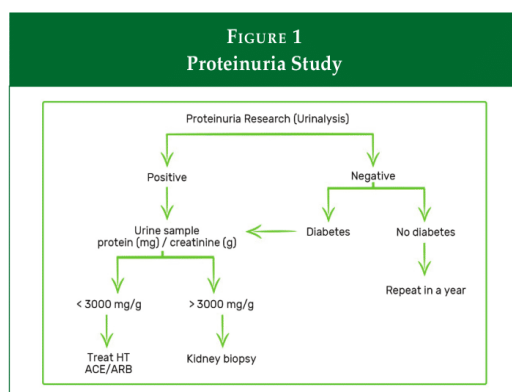 FIGURE 1
Proteinuria Study
Proteinuria Research (Urinalysis)
Positive
Negative
Urine sample
protein (mg) / creatinine (g)
Diabetes
No diabetes
Repeat in a year
< 3000 mg/g
> 3000 mg/g
Treat HT
ACE/ARB
Kidney biopsy